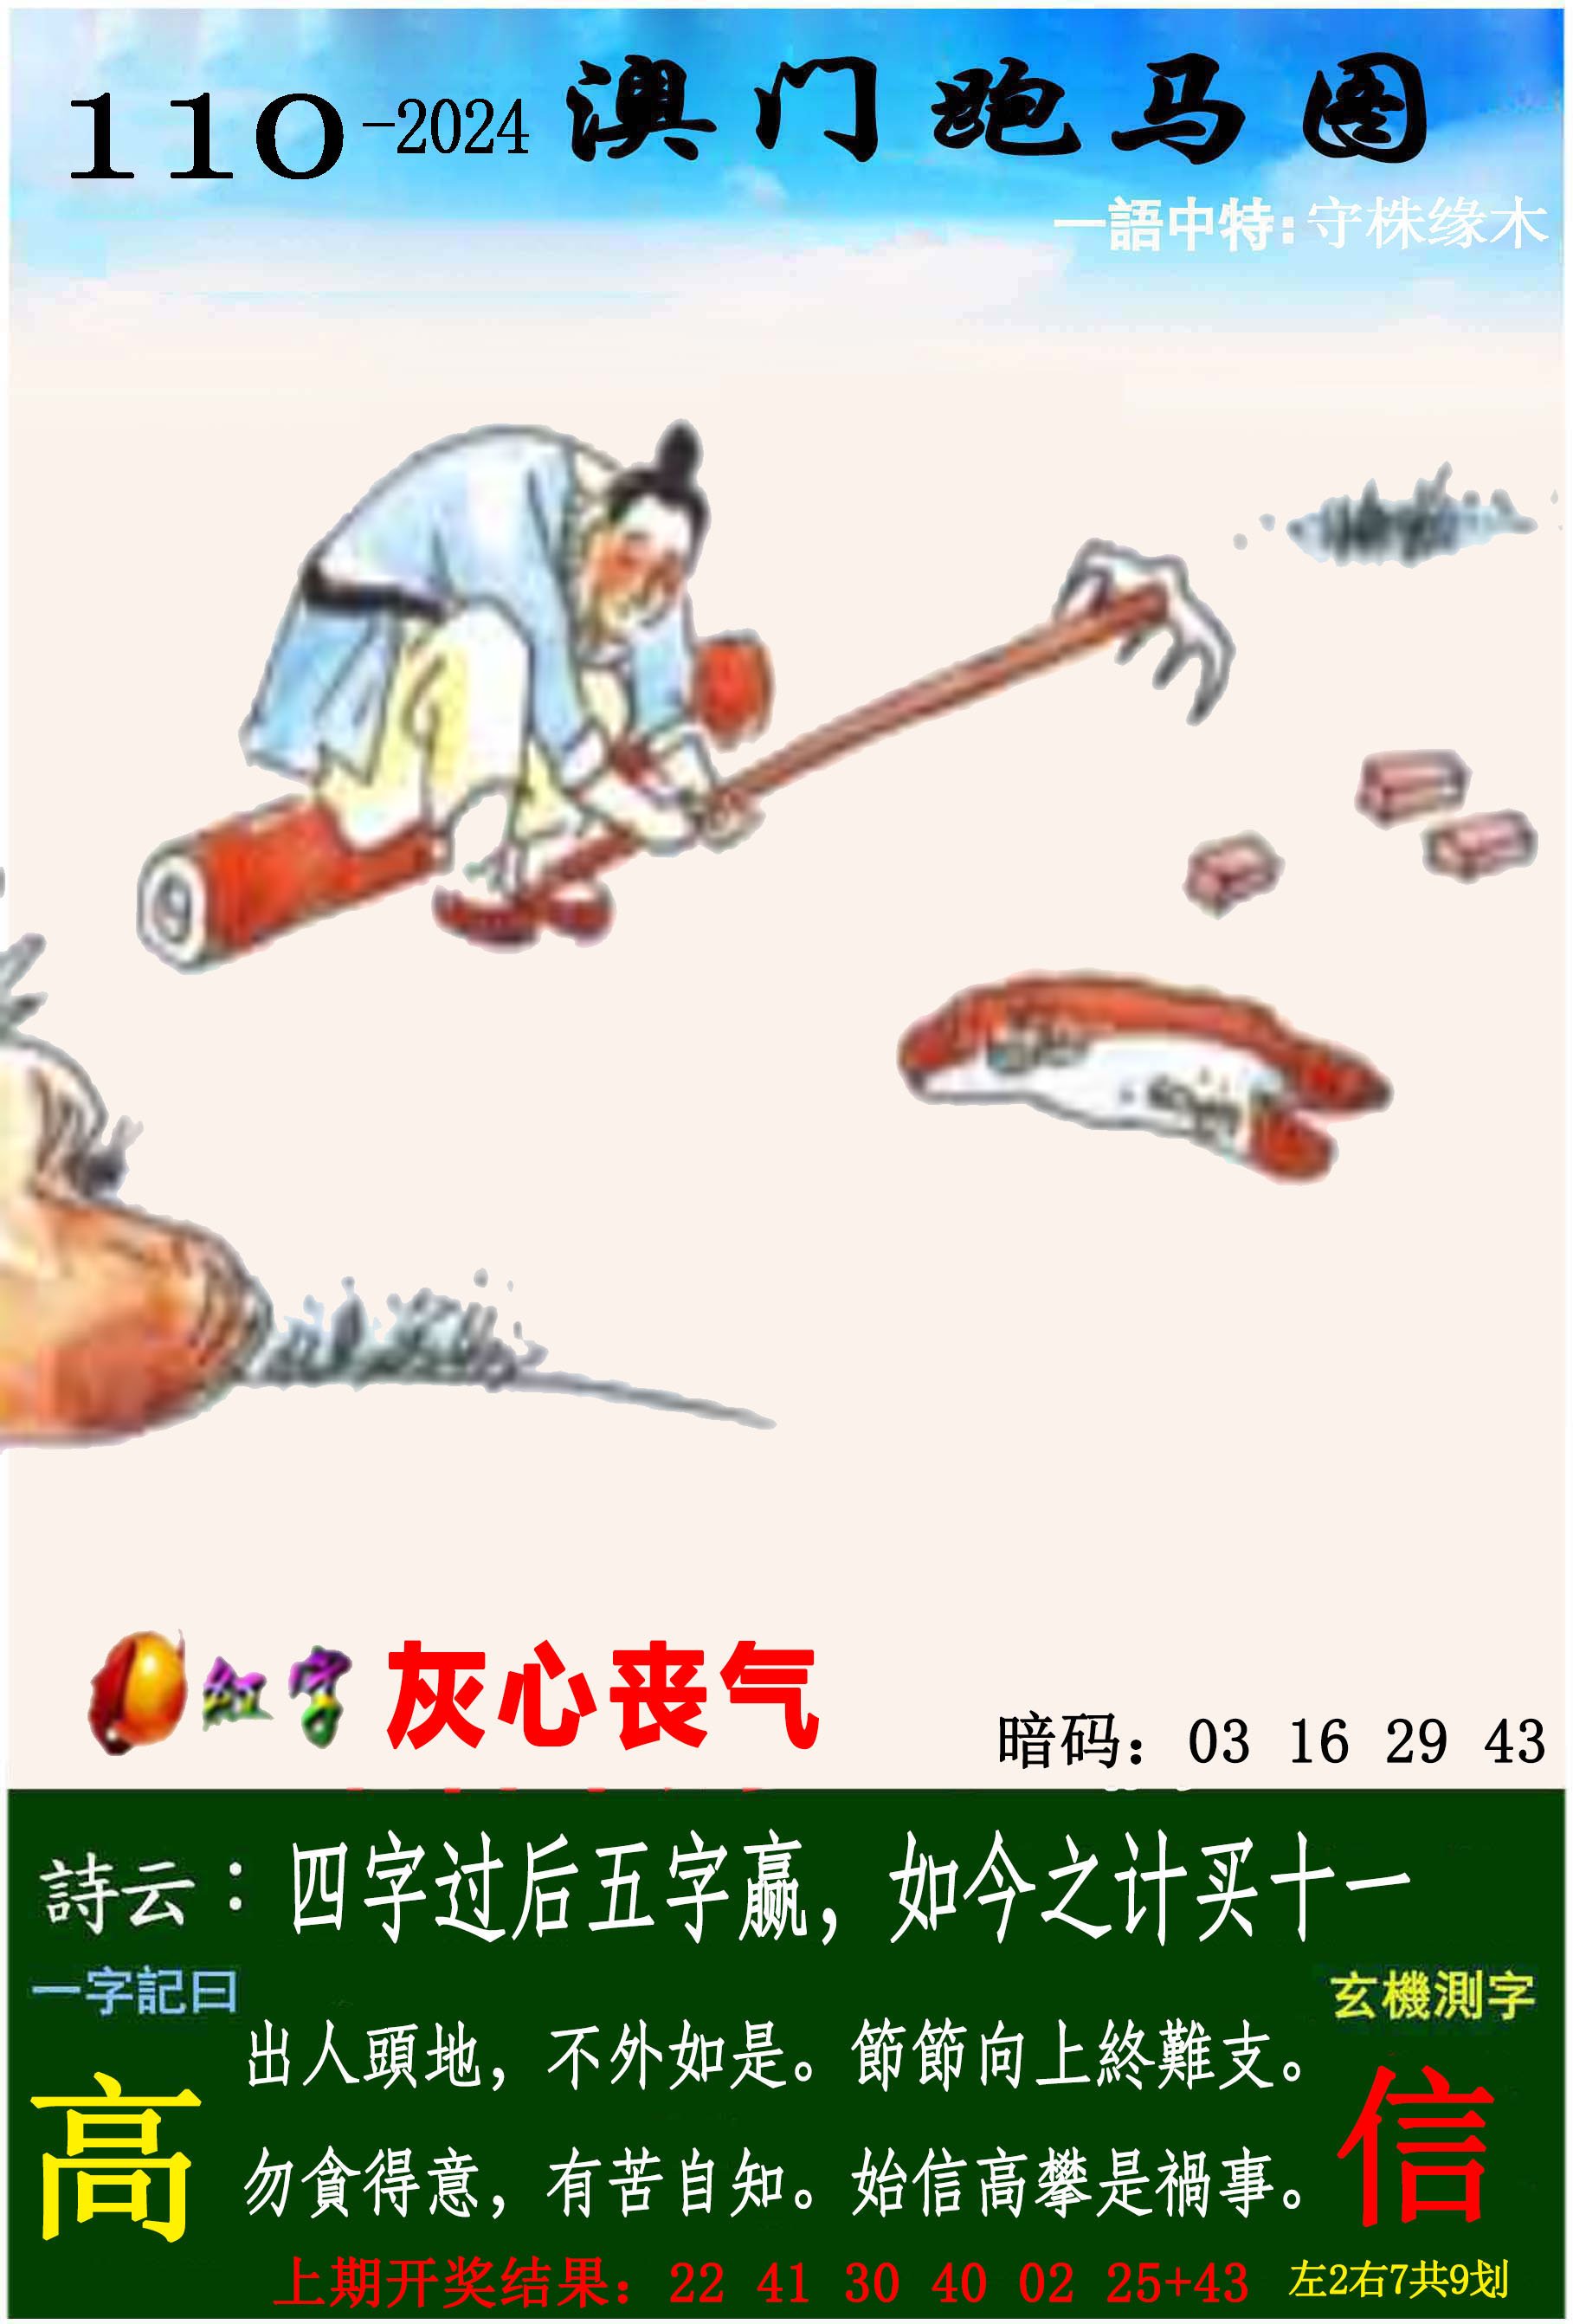 110-2024 澳门跑马图
一語中特:守株缘木
红字 灰心丧气
暗码：03 16 29 43
詩云：四字过后五字赢，如今之计买十一
一字記曰
玄機測字
出人頭地，不外如是。節節向上終難支。
高
信
勿貪得意，有苦自知。始信高攀是禍事。
上期开奖结果：22 41 30 40 02 25+43
左2右7共9划